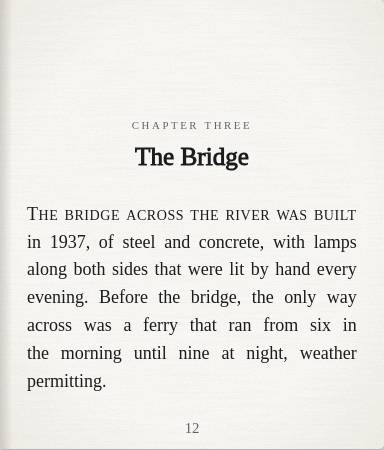 CHAPTER THREE
The Bridge
THE BRIDGE ACROSS THE RIVER WAS BUILT
in 1937, of steel and concrete, with lamps
along both sides that were lit by hand every
evening. Before the bridge, the only way
across was a ferry that ran from six in
the morning until nine at night, weather
permitting.
12